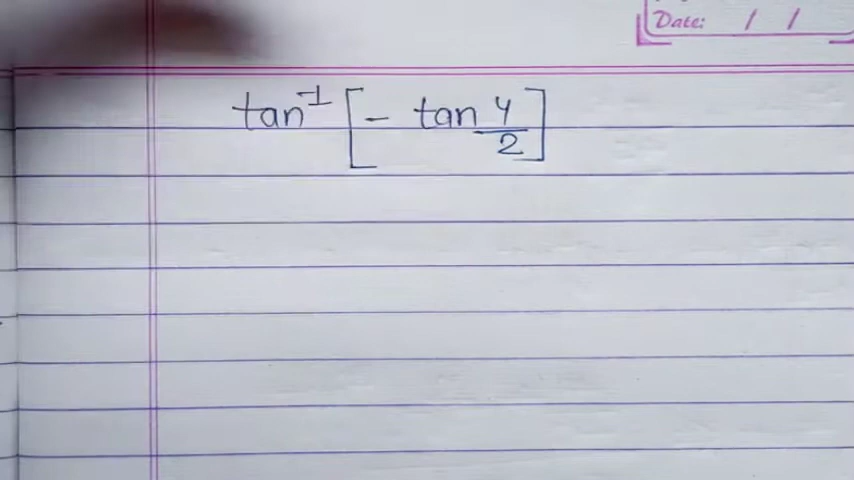 Date: / /
tan⁻¹ [- tan y/2]